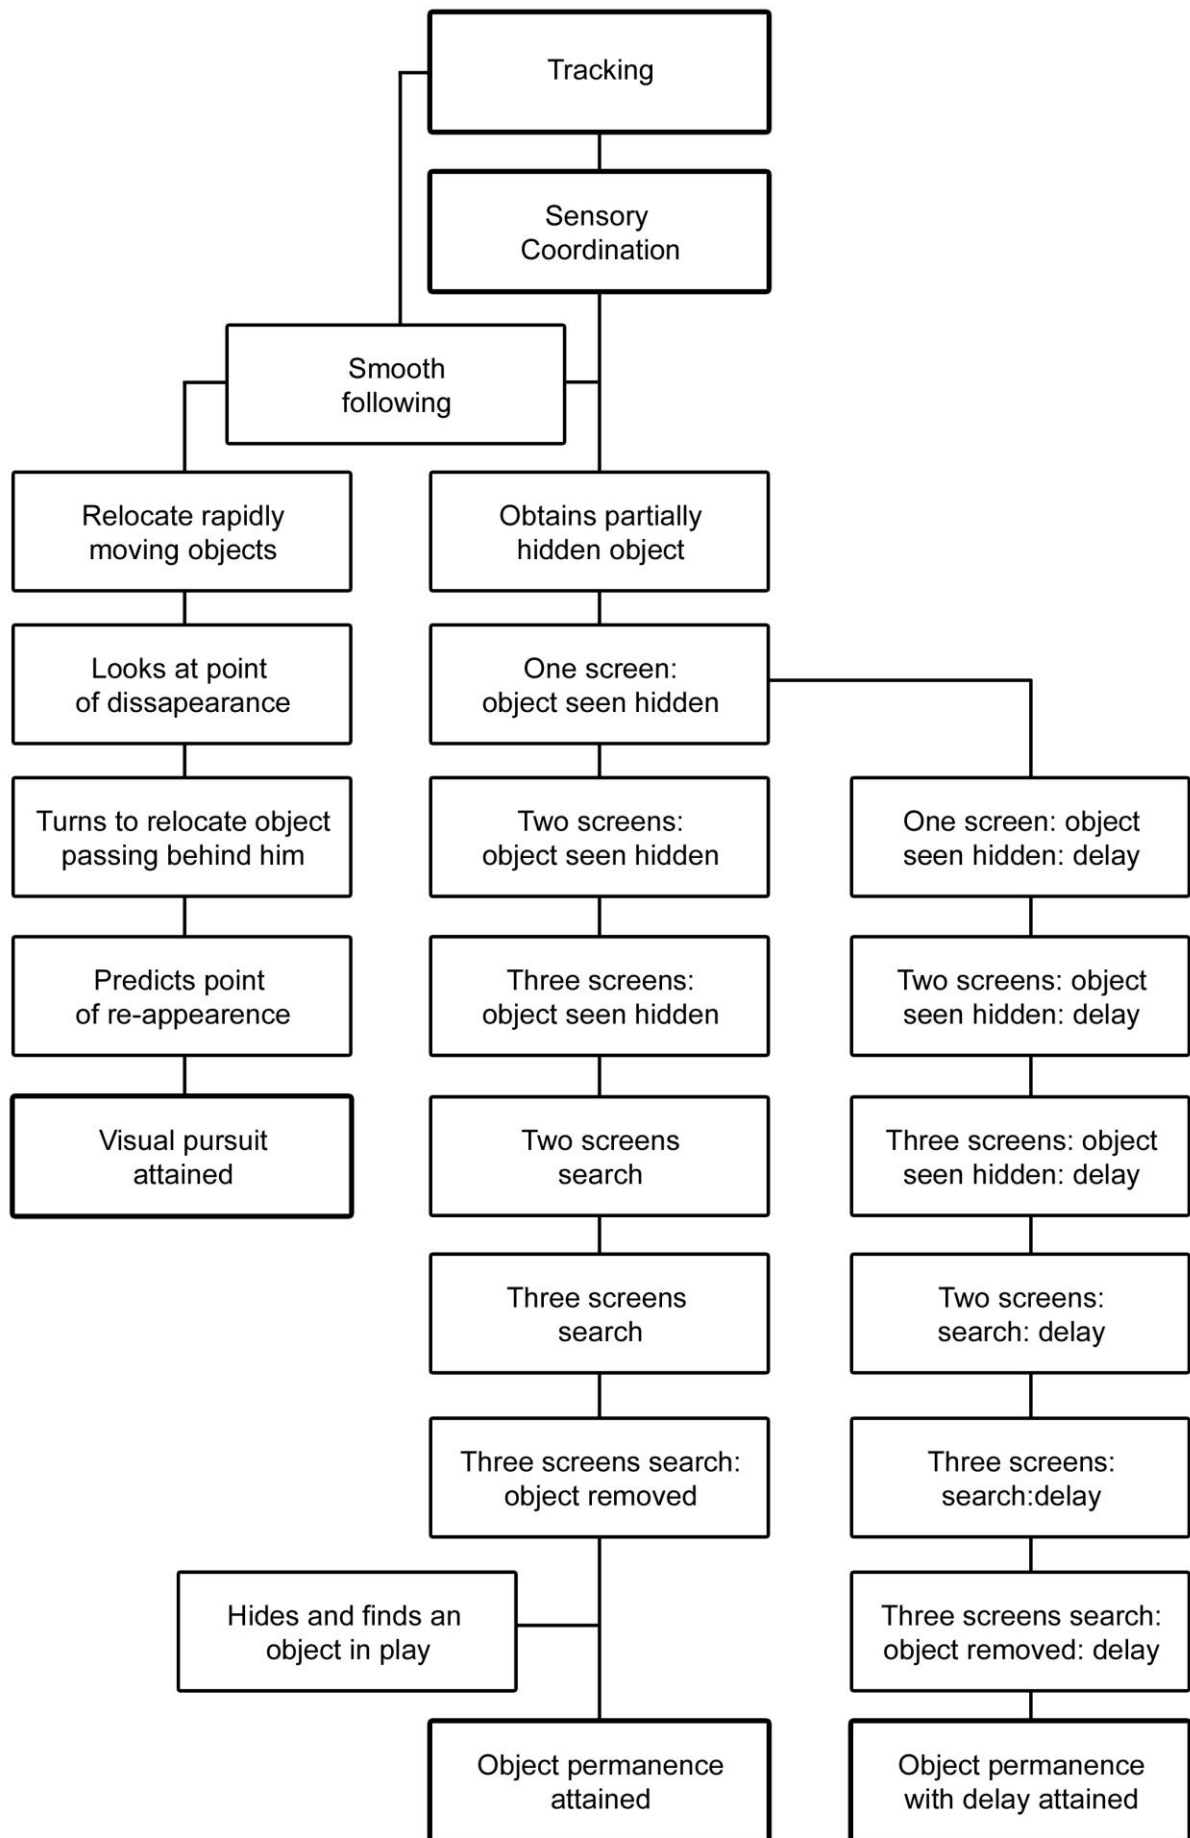 Tracking
Sensory
Coordination
Smooth
following
Relocate rapidly
moving objects
Obtains partially
hidden object
Looks at point
of dissapearance
One screen:
object seen hidden
Turns to relocate object
passing behind him
Two screens:
object seen hidden
One screen: object
seen hidden: delay
Predicts point
of re-appearence
Three screens:
object seen hidden
Two screens: object
seen hidden: delay
Visual pursuit
attained
Two screens
search
Three screens: object
seen hidden: delay
Three screens
search
Two screens:
search: delay
Three screens search:
object removed
Three screens:
search:delay
Hides and finds an
object in play
Three screens search:
object removed: delay
Object permanence
attained
Object permanence
with delay attained